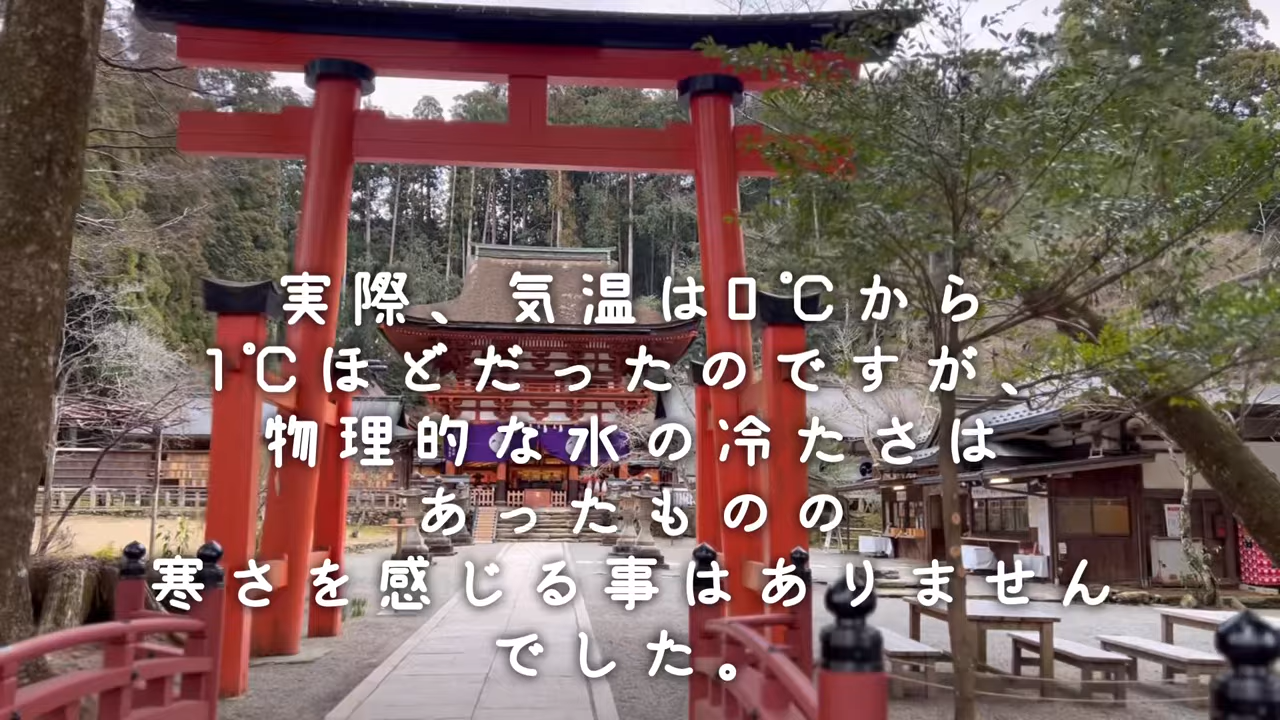 実際、気温は0℃から
1℃ほどだったのですが、
物理的な水の冷たさは
あったものの
寒さを感じる事はありません
でした。